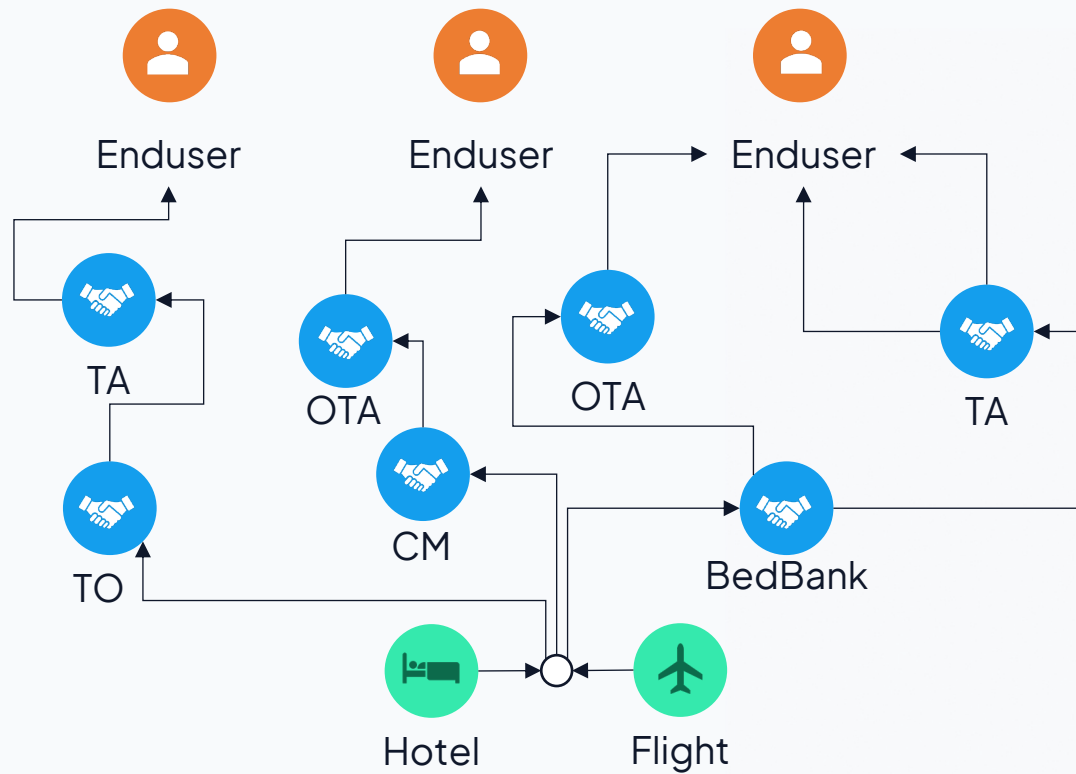 Enduser
Enduser
Enduser
TA
OTA
OTA
TA
CM
TO
BedBank
Hotel
Flight